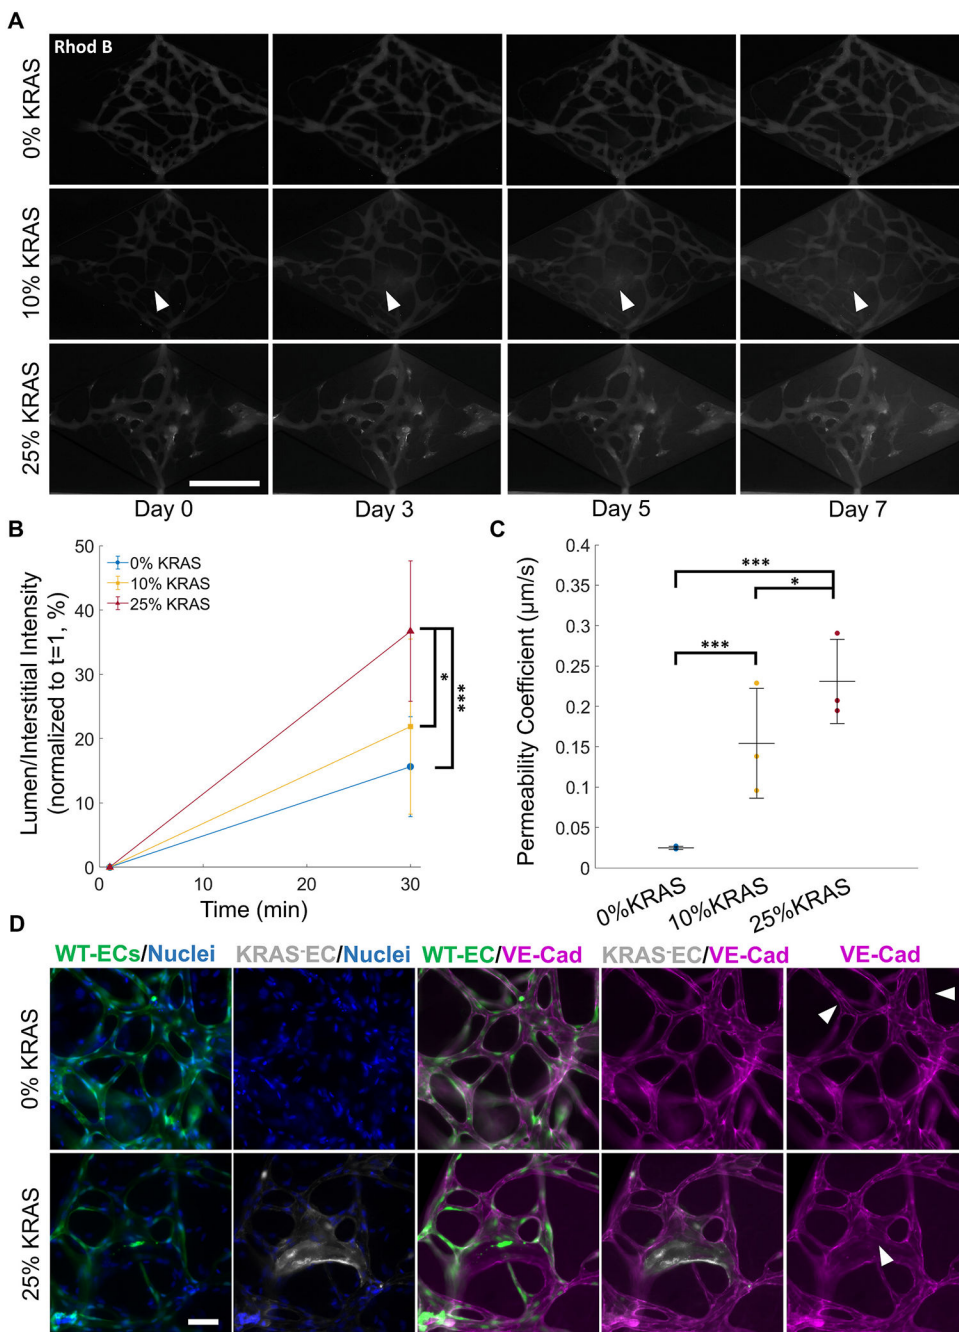 A
Rhod B
0% KRAS
10% KRAS
25% KRAS
Day 0
Day 3
Day 5
Day 7
B
Lumen/Interstitial Intensity
(normalized to t=1, %)
50
40
30
20
10
0
0% KRAS
10% KRAS
25% KRAS
*
***
0
10
20
30
Time (min)
C
Permeability Coefficient (μm/s)
0.4
0.35
0.3
0.25
0.2
0.15
0.1
0.05
0
***
*
***
0%KRAS
10%KRAS
25%KRAS
D
WT-ECs/Nuclei
KRAS-EC/Nuclei
WT-EC/VE-Cad
KRAS-EC/VE-Cad
VE-Cad
0% KRAS
25% KRAS